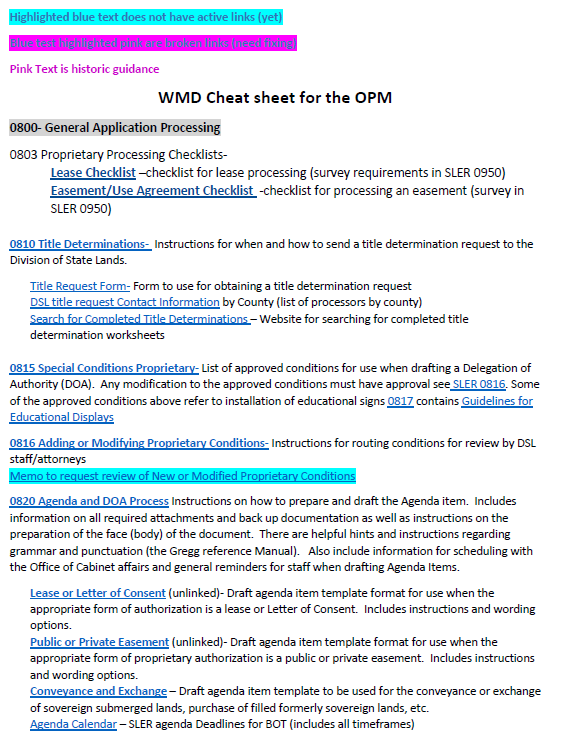 Highlighted blue text does not have active links (yet)
Blue text highlighted pink are broken links (need fixing)
Pink Text is historic guidance
WMD Cheat sheet for the OPM
0800- General Application Processing
0803 Proprietary Processing Checklists-
Lease Checklist –checklist for lease processing (survey requirements in SLER 0950)
Easement/Use Agreement Checklist -checklist for processing an easement (survey in
SLER 0950)
0810 Title Determinations- Instructions for when and how to send a title determination request to the
Division of State Lands.
Title Request Form- Form to use for obtaining a title determination request
DSL title request Contact Information by County (list of processors by county)
Search for Completed Title Determinations – Website for searching for completed title
determination worksheets
0815 Special Conditions Proprietary- List of approved conditions for use when drafting a Delegation of
Authority (DOA). Any modification to the approved conditions must have approval see SLER 0816. Some
of the approved conditions above refer to installation of educational signs 0817 contains Guidelines for
Educational Displays
0816 Adding or Modifying Proprietary Conditions- Instructions for routing conditions for review by DSL
staff/attorneys
Memo to request review of New or Modified Proprietary Conditions
0820 Agenda and DOA Process Instructions on how to prepare and draft the Agenda item. Includes
information on all required attachments and back up documentation as well as instructions on the
preparation of the face (body) of the document. There are helpful hints and instructions regarding
grammar and punctuation (the Gregg reference Manual). Also include information for scheduling with
the Office of Cabinet affairs and general reminders for staff when drafting Agenda Items.
Lease or Letter of Consent (unlinked)- Draft agenda item template format for use when the
appropriate form of authorization is a lease or Letter of Consent. Includes instructions and wording
options.
Public or Private Easement (unlinked)- Draft agenda item template format for use when the
appropriate form of proprietary authorization is a public or private easement. Includes instructions
and wording options.
Conveyance and Exchange – Draft agenda item template to be used for the conveyance or exchange
of sovereign submerged lands, purchase of filled formerly sovereign lands, etc.
Agenda Calendar – SLER agenda Deadlines for BOT (includes all timeframes)